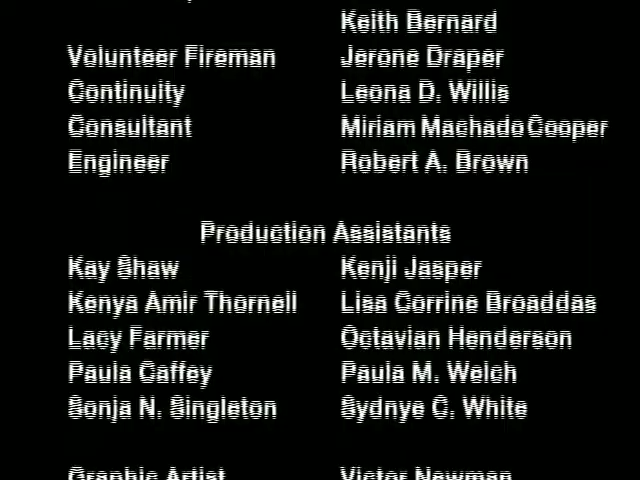 Keith Bernard
Volunteer Fireman Jerone Draper
Continuity Leona D. Willis
Consultant Miriam Machado Cooper
Engineer Robert A. Brown
Production Assistants
Kay Shaw Kenji Jasper
Kenya Amir Thornell Lisa Corrine Broaddas
Lacy Farmer Octavian Henderson
Paula Caffey Paula M. Welch
Sonja N. Singleton Sydnye C. White
Graphic Artist Victor Newman